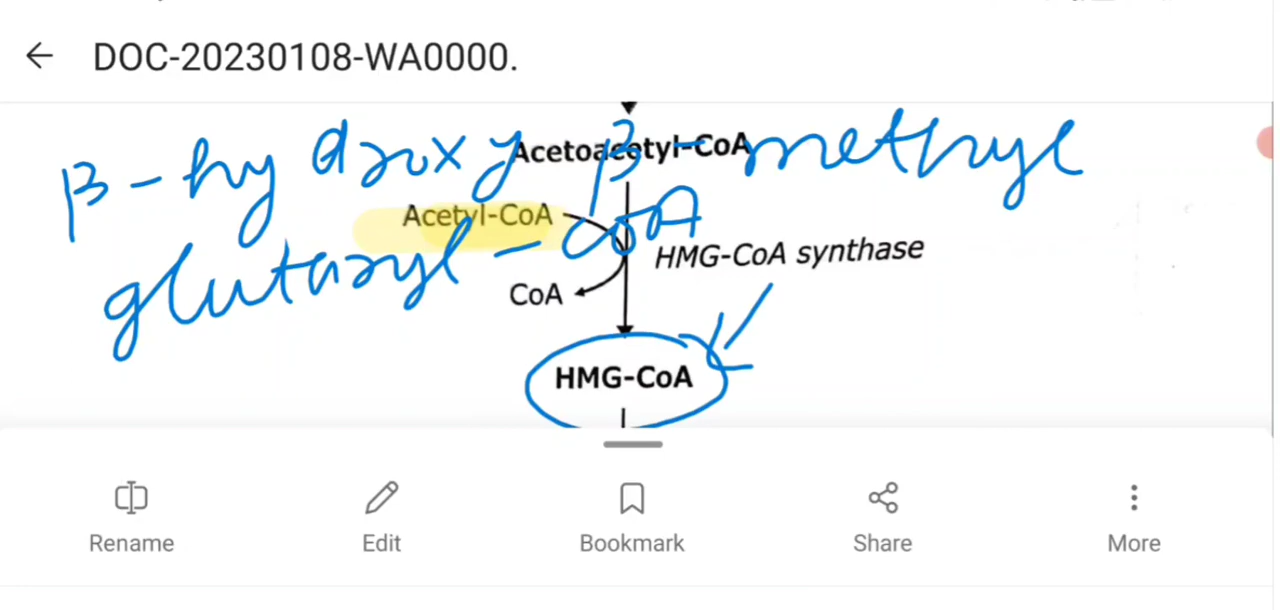 ← DOC-20230108-WA0000.
Acetoacetyl-CoA
β-hydroxy β-methyl
Acetyl-CoA
glutaryl-CoA
HMG-CoA synthase
CoA
HMG-CoA
Rename Edit Bookmark Share More